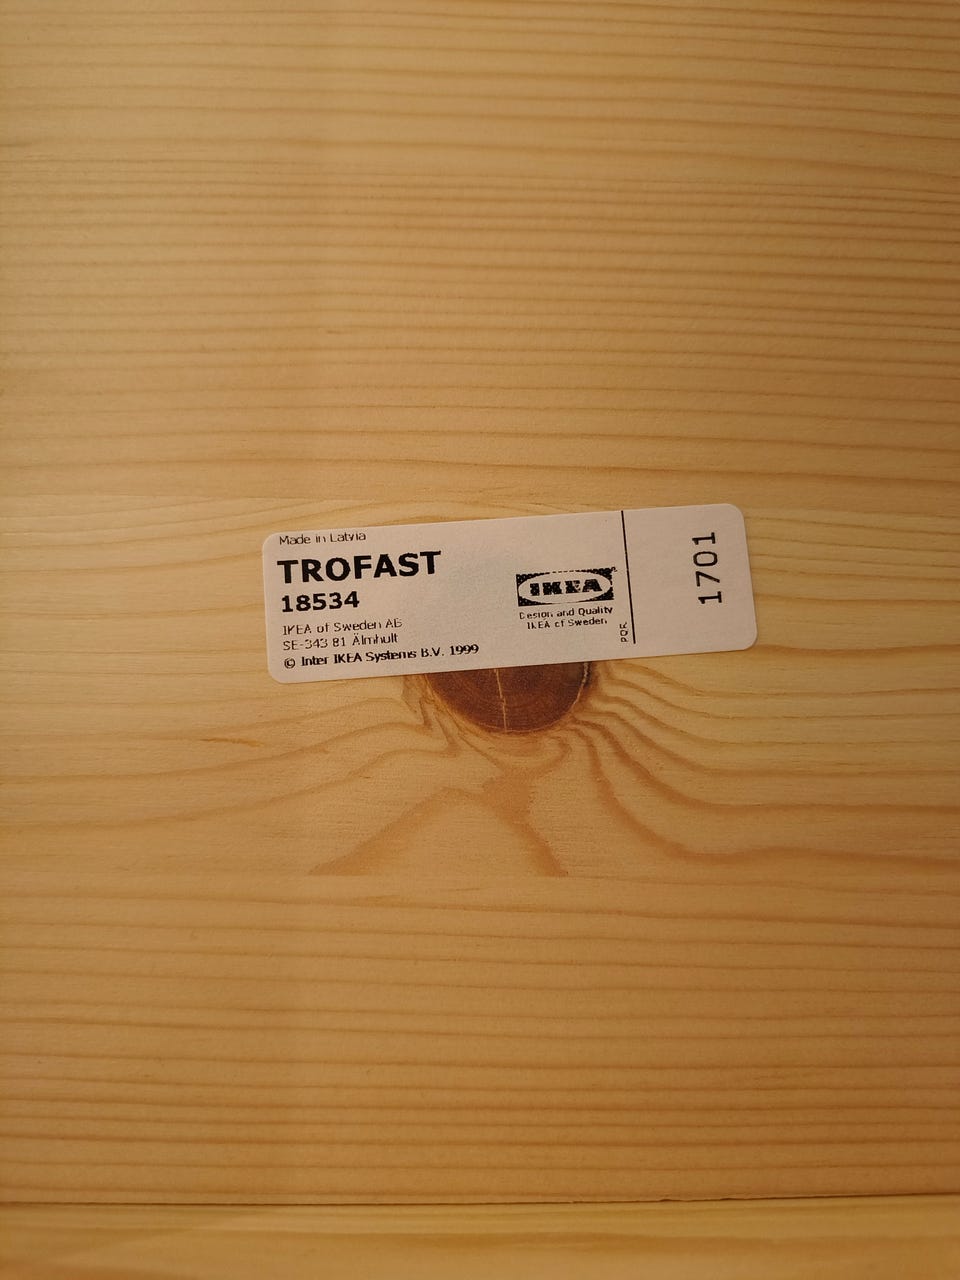 Made in Latvia
TROFAST
18534
IKEA of Sweden AB
SE-343 81 Älmhult
© Inter IKEA Systems B.V. 1999
IKEA®
Design and Quality
IKEA of Sweden
1701